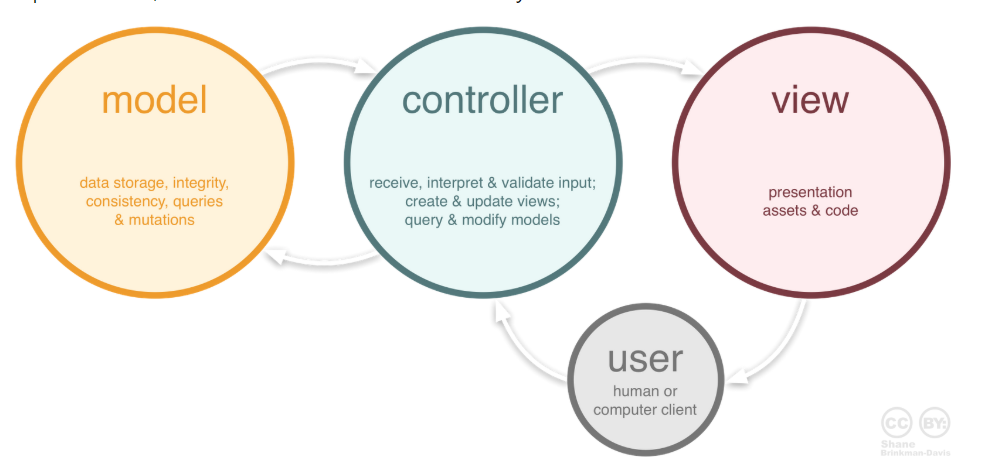 model
data storage, integrity,
consistency, queries
& mutations
controller
receive, interpret & validate input;
create & update views;
query & modify models
view
presentation
assets & code
user
human or
computer client
CC BY:
Shane
Brinkman-Davis